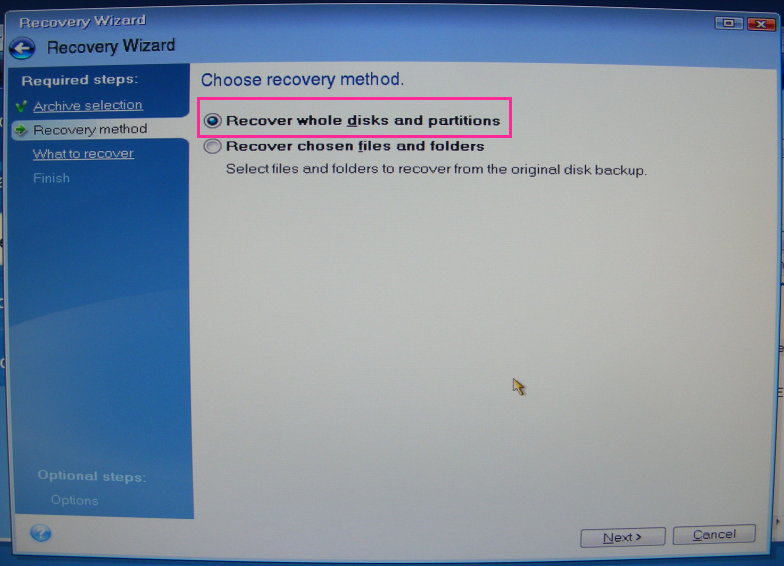 Recovery Wizard
Recovery Wizard
Required steps:
Archive selection
Recovery method
What to recover
Finish
Optional steps:
Options
Choose recovery method.
Recover whole disks and partitions
Recover chosen files and folders
Select files and folders to recover from the original disk backup.
Next >
Cancel